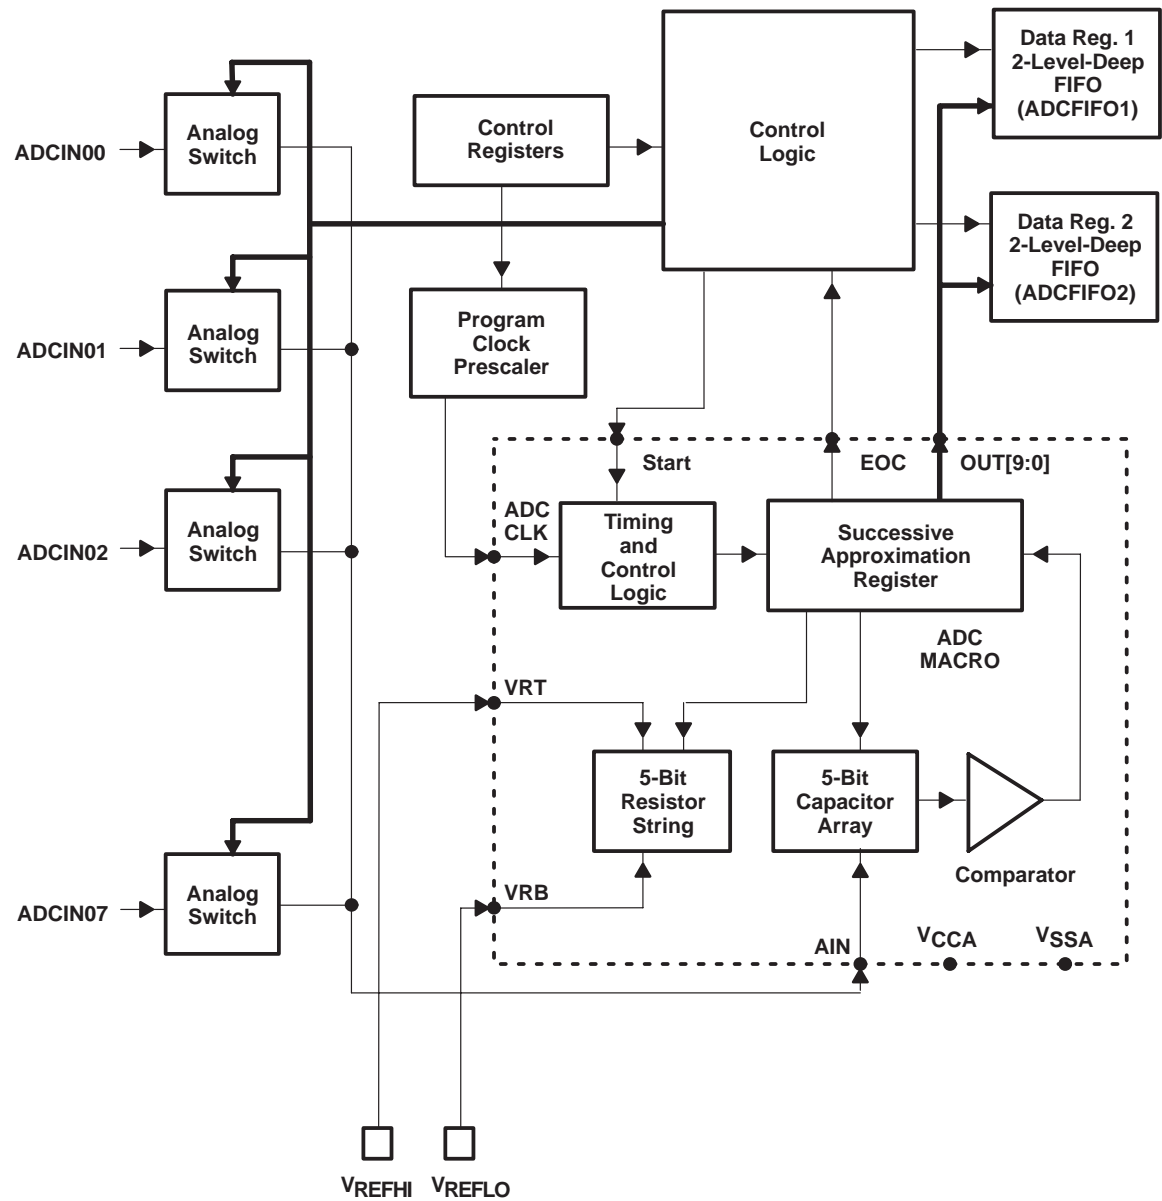 Data Reg. 1
2-Level-Deep
FIFO
(ADCFIFO1)
Analog
Switch
ADCIN00
Control
Registers
Control
Logic
Data Reg. 2
2-Level-Deep
FIFO
(ADCFIFO2)
Analog
Switch
ADCIN01
Program
Clock
Prescaler
Start
EOC
OUT[9:0]
Analog
Switch
ADCIN02
ADC
CLK
Timing
and
Control
Logic
Successive
Approximation
Register
ADC
MACRO
VRT
5-Bit
Resistor
String
5-Bit
Capacitor
Array
Comparator
Analog
Switch
ADCIN07
VRB
AIN
VCCA
VSSA
VREFHI
VREFLO